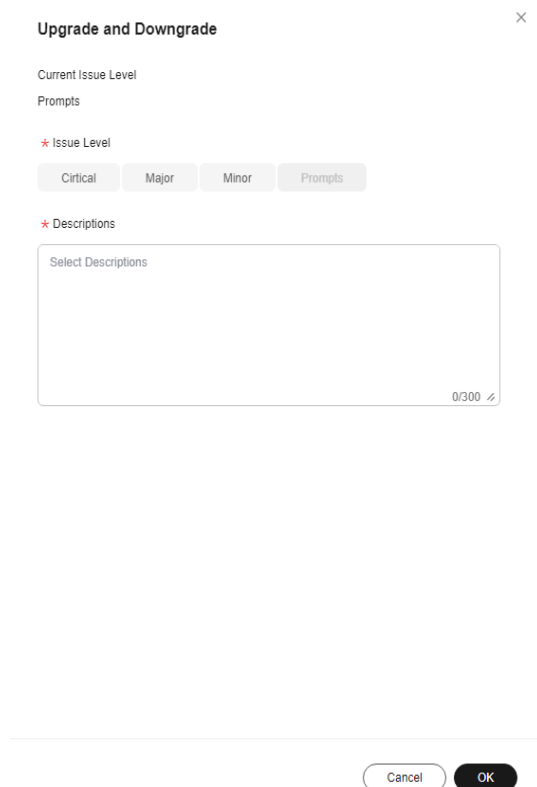 Upgrade and Downgrade
Current Issue Level
Prompts
* Issue Level
Cirtical Major Minor Prompts
* Descriptions
Select Descriptions
0/300
Cancel OK